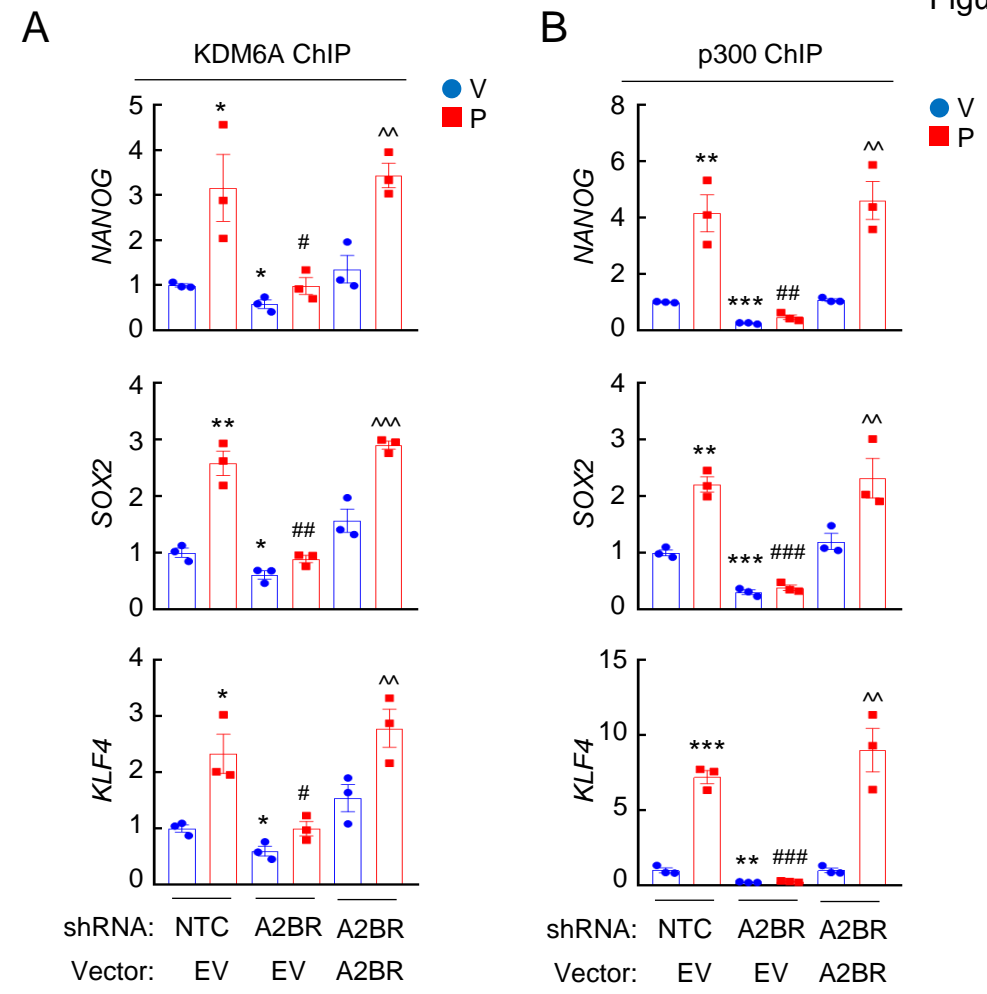 Figu
A
B
KDM6A ChIP
V
P
NANOG
5
4
3
2
1
0
*
*
#
^^
SOX2
4
3
2
1
0
**
*
##
^^^
KLF4
4
3
2
1
0
*
*
#
^^
shRNA: NTC A2BR A2BR
Vector: EV EV A2BR
p300 ChIP
V
P
NANOG
8
6
4
2
0
**
***
##
^^
SOX2
4
3
2
1
0
**
***
###
^^
KLF4
15
10
5
0
***
**
###
^^
shRNA: NTC A2BR A2BR
Vector: EV EV A2BR